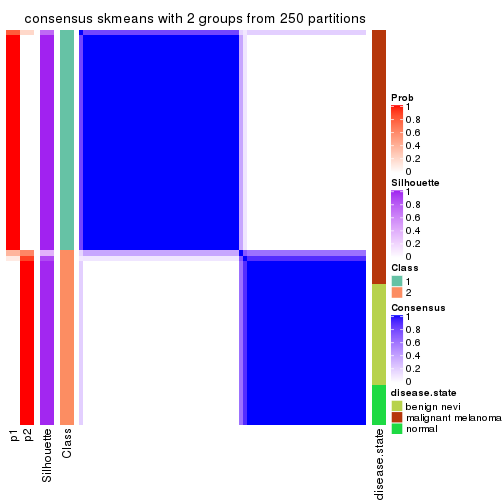 consensus skmeans with 2 groups from 250 partitions
Prob
1
0.8
0.6
0.4
0.2
0
Silhouette
1
0.8
0.6
0.4
0.2
0
Class
1
2
Consensus
1
0.8
0.6
0.4
0.2
0
disease.state
benign nevi
malignant melanoma
normal
p1
p2
Silhouette
Class
disease.state